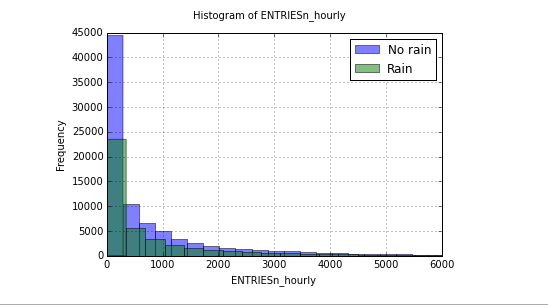 Histogram of ENTRIESn_hourly
45000
40000
35000
30000
25000
20000
15000
10000
5000
0
Frequency
No rain
Rain
0 1000 2000 3000 4000 5000 6000
ENTRIESn_hourly